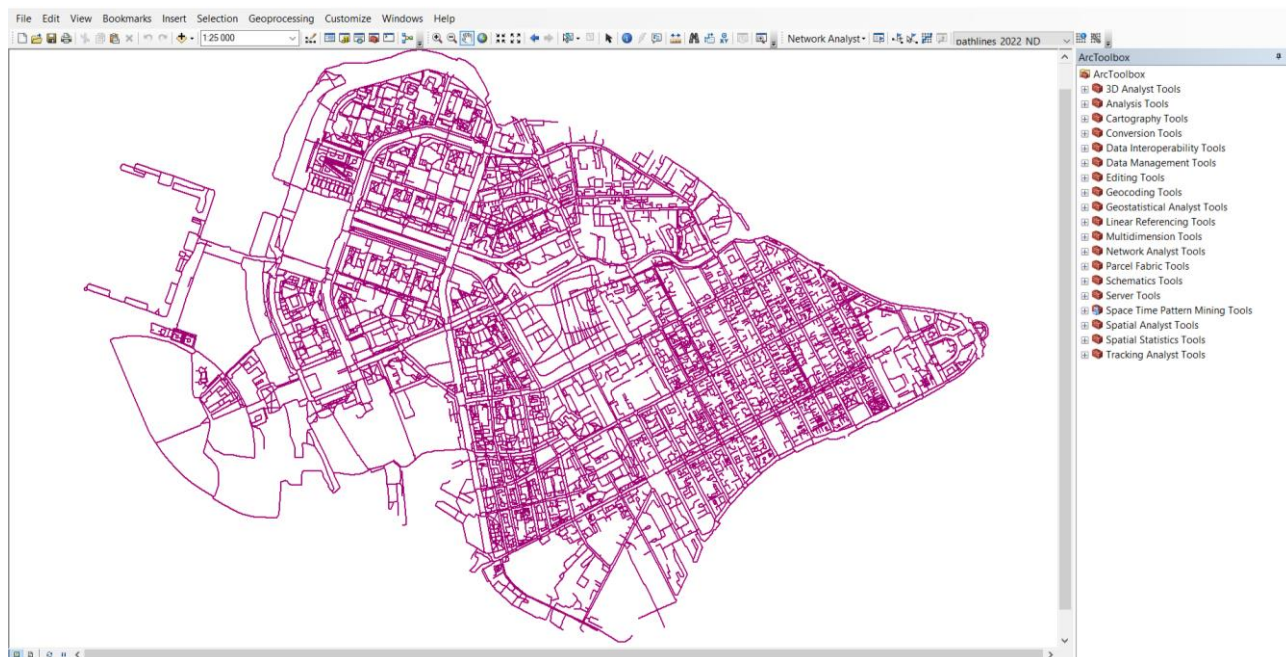 File Edit View Bookmarks Insert Selection Geoprocessing Customize Windows Help
1:25 000
Network Analyst
pathlines 2022 ND
ArcToolbox
ArcToolbox
3D Analyst Tools
Analysis Tools
Cartography Tools
Conversion Tools
Data Interoperability Tools
Data Management Tools
Editing Tools
Geocoding Tools
Geostatistical Analyst Tools
Linear Referencing Tools
Multidimension Tools
Network Analyst Tools
Parcel Fabric Tools
Schematics Tools
Server Tools
Space Time Pattern Mining Tools
Spatial Analyst Tools
Spatial Statistics Tools
Tracking Analyst Tools